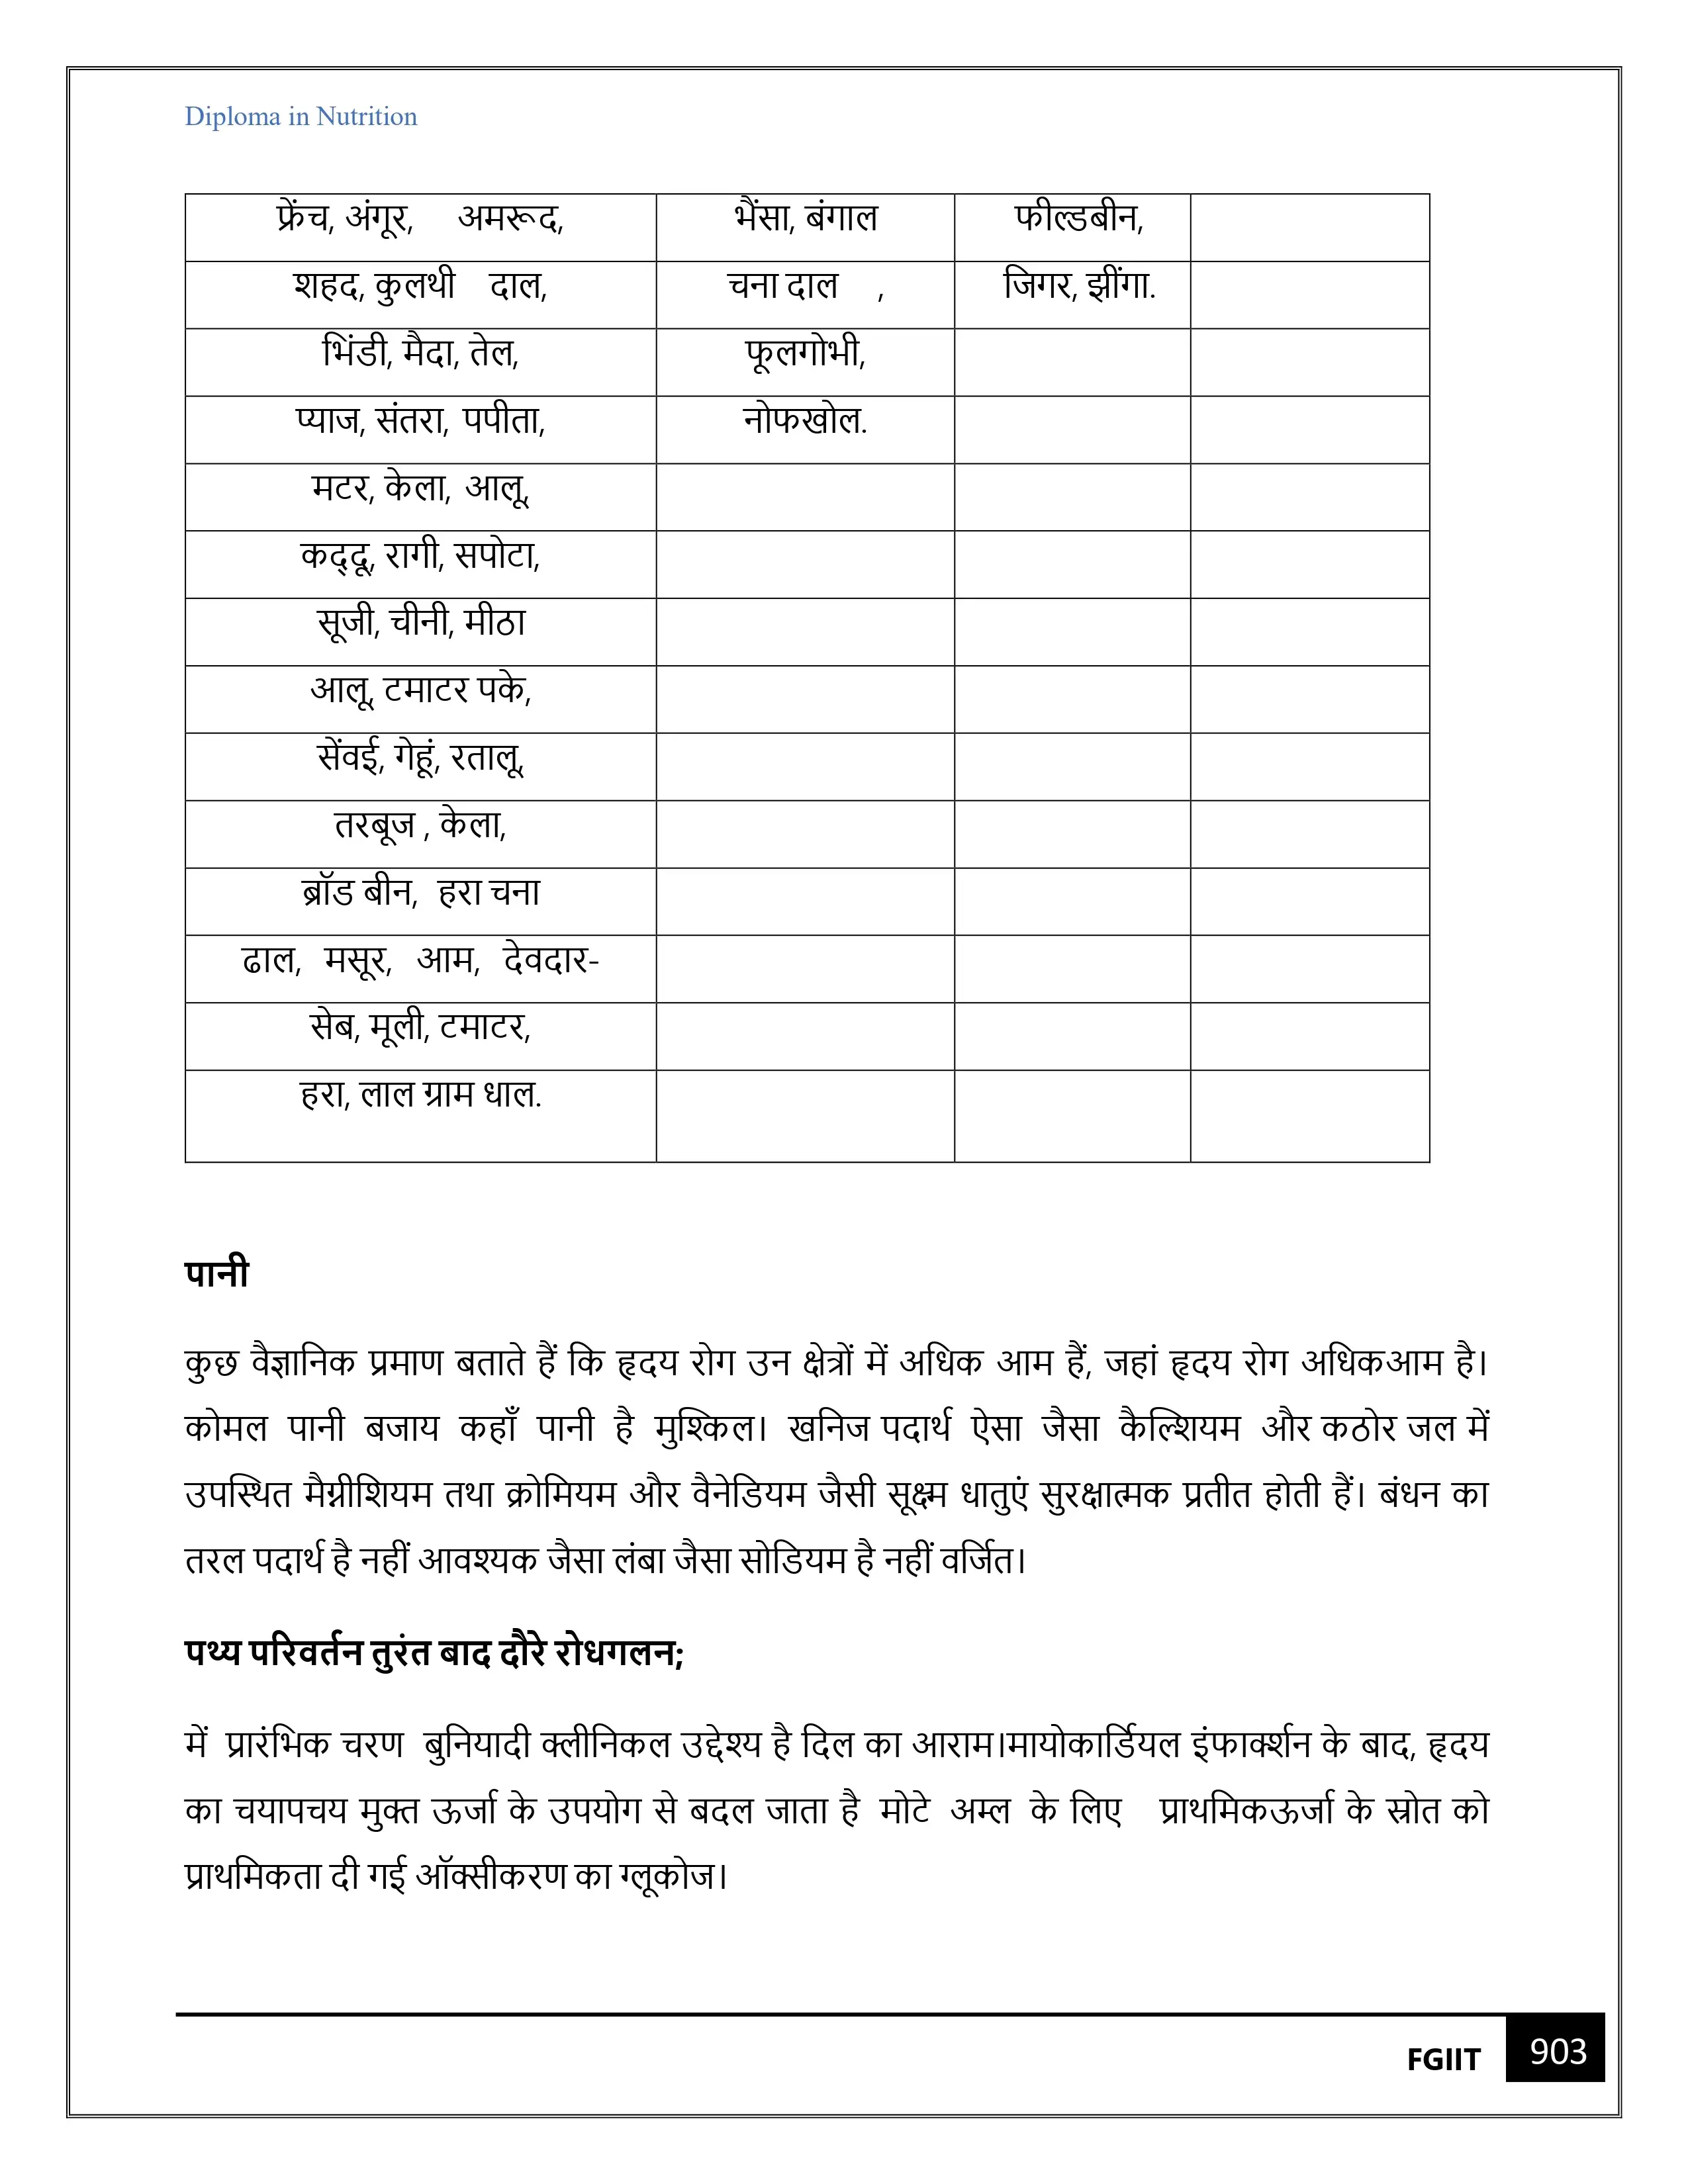 Diploma in Nutrition
फ्रेंच, अंगूर, अमरूद, भैंसा, बंगाल फील्डबीन,
शहद, कुलथी दाल, चना दाल , जिगर, झींगा.
भिंडी, मैदा, तेल, फूलगोभी,
प्याज, संतरा, पपीता, नोफखोल.
मटर, केला, आलू,
कद्दू, रागी, सपोटा,
सूजी, चीनी, मीठा
आलू, टमाटर पके,
सेंवई, गेहूं, रतालू,
तरबूज , केला,
ब्रॉड बीन, हरा चना
ढाल, मसूर, आम, देवदार-
सेब, मूली, टमाटर,
हरा, लाल ग्राम धाल.
पानी
कुछ वैज्ञानिक प्रमाण बताते हैं कि हृदय रोग उन क्षेत्रों में अधिक आम हैं, जहां हृदय रोग अधिकआम है।
कोमल पानी बजाय कहाँ पानी है मुश्किल। खनिज पदार्थ ऐसा जैसा कैल्शियम और कठोर जल में
उपस्थित मैग्नीशियम तथा क्रोमियम और वैनेडियम जैसी सूक्ष्म धातुएं सुरक्षात्मक प्रतीत होती हैं। बंधन का
तरल पदार्थ है नहीं आवश्यक जैसा लंबा जैसा सोडियम है नहीं वर्जित।
पथ्य परिवर्तन तुरंत बाद दौरे रोधगलन;
में प्रारंभिक चरण बुनियादी क्लीनिकल उद्देश्य है दिल का आराम।मायोकार्डियल इंफार्क्शन के बाद, हृदय
का चयापचय मुक्त ऊर्जा के उपयोग से बदल जाता है मोटे अम्ल के लिए प्राथमिकऊर्जा के स्रोत को
प्राथमिकता दी गई ऑक्सीकरण का ग्लूकोज।
FGIIT 903